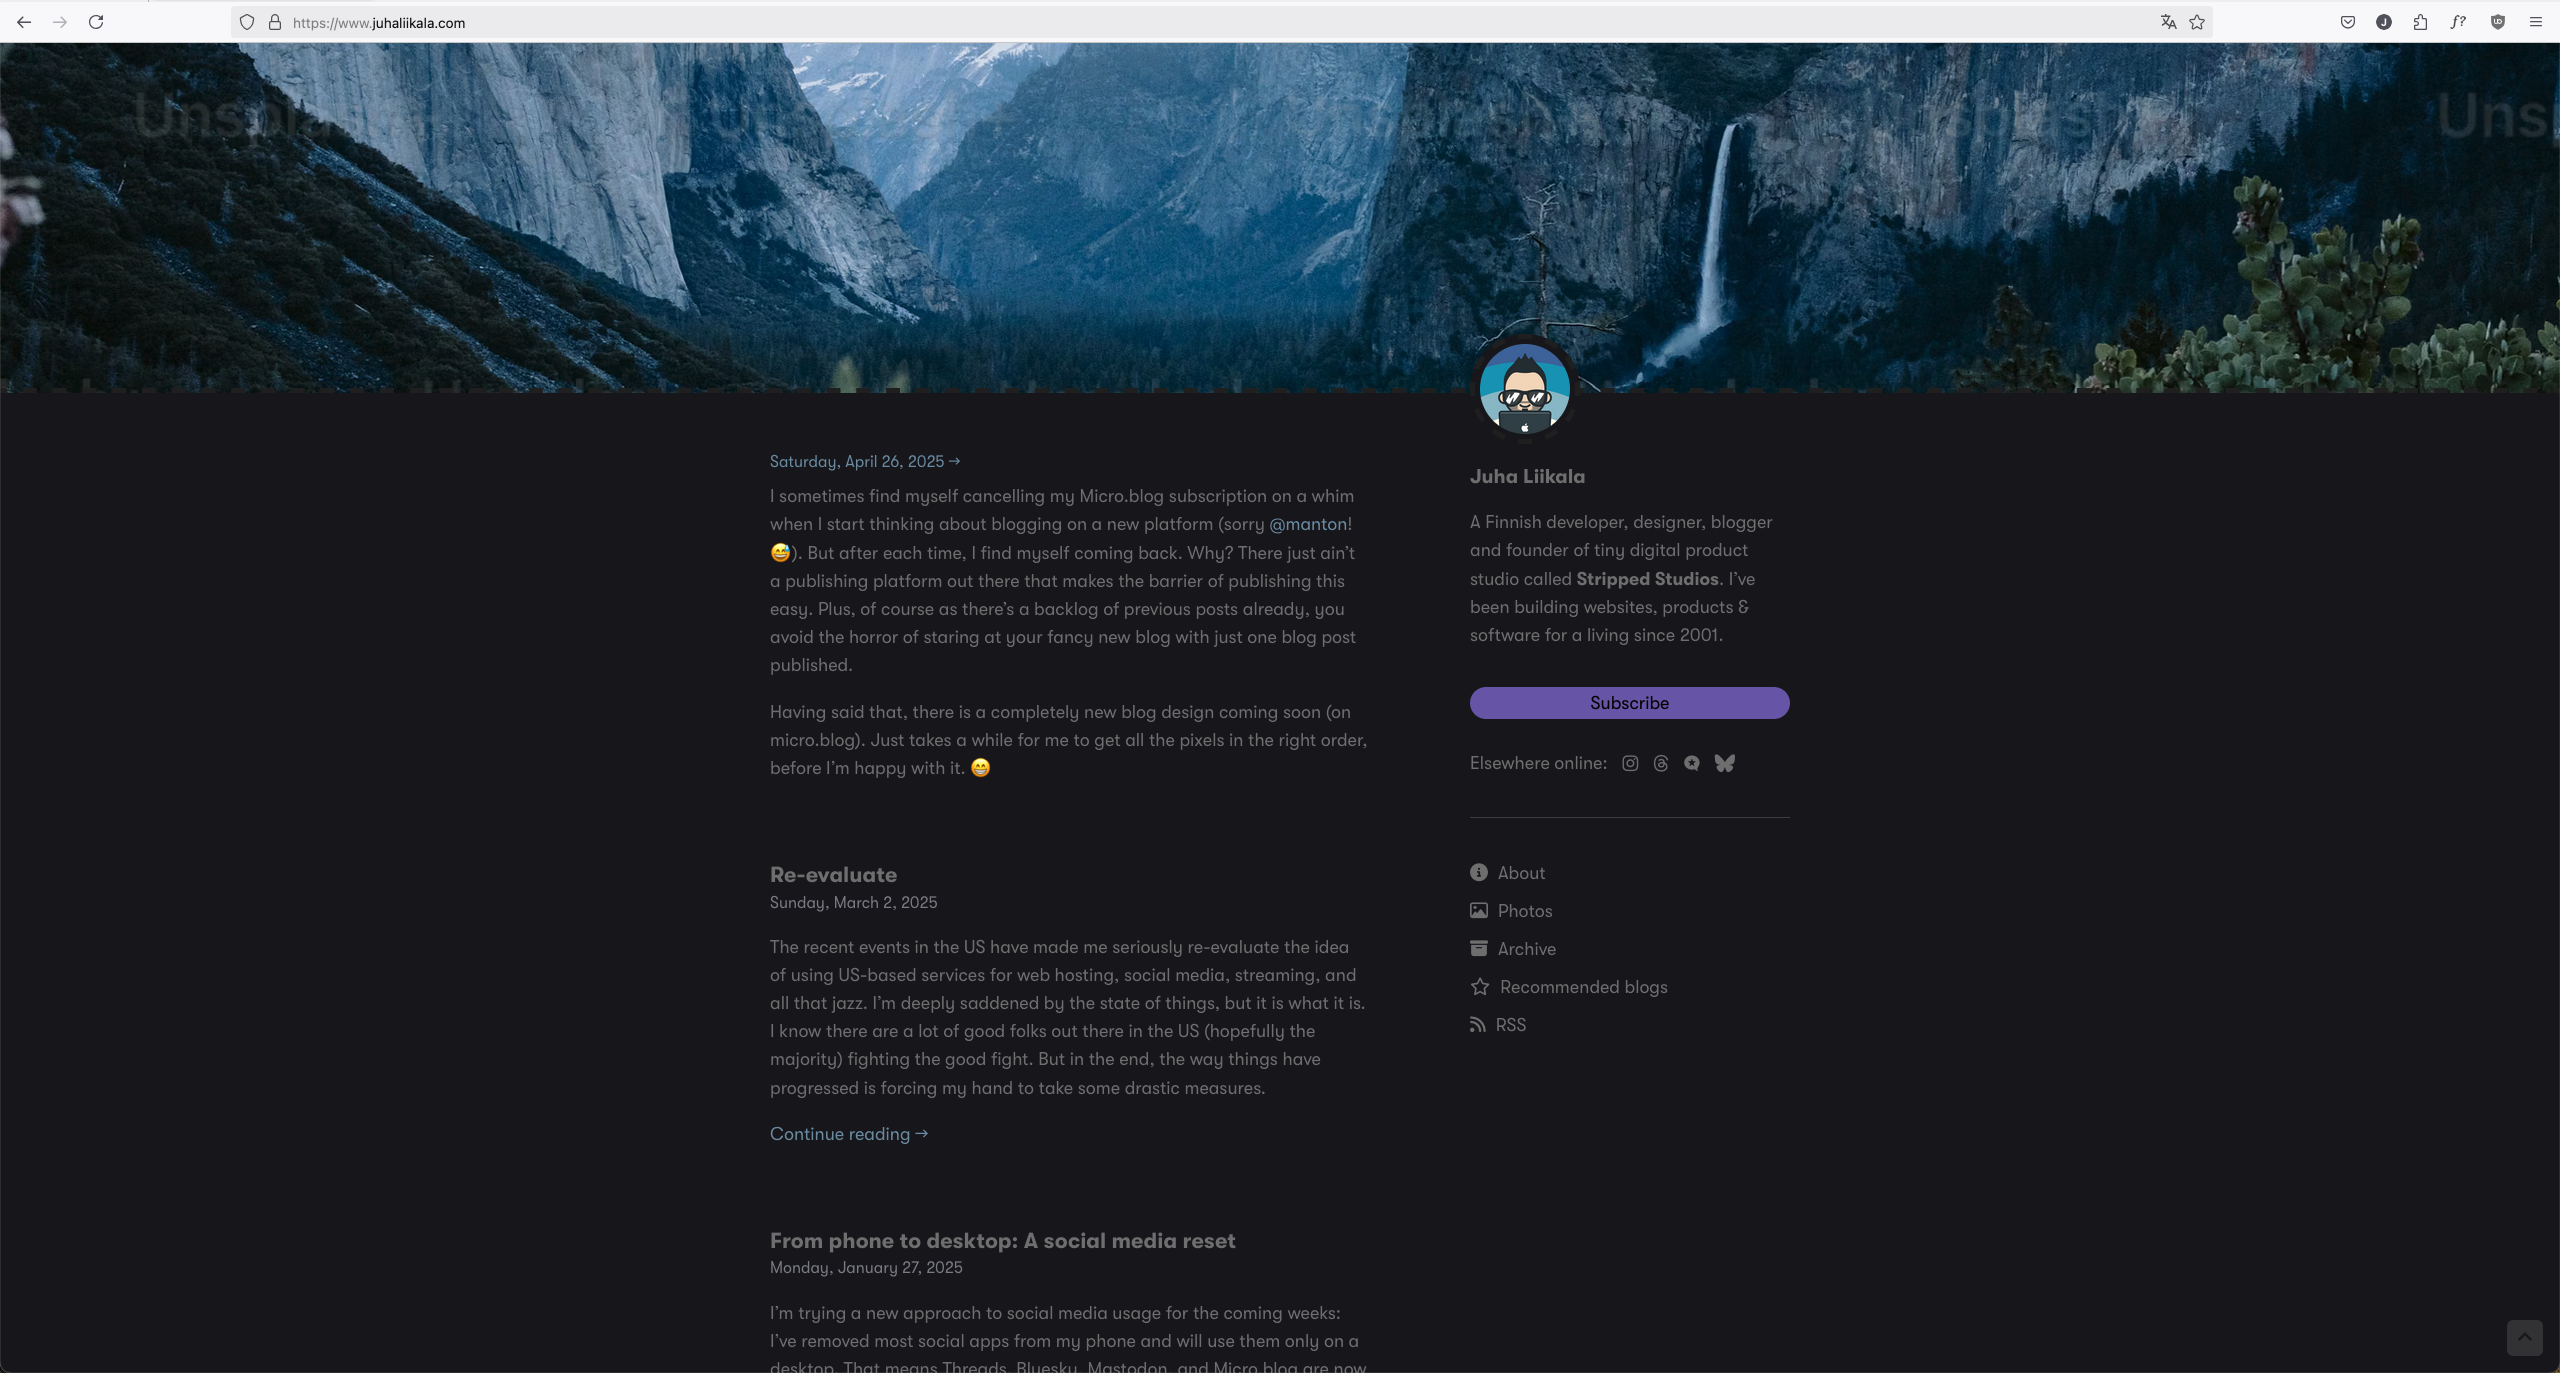 https://www.juhaliikala.com
Unsplash
Uns
Saturday, April 26, 2025 →
I sometimes find myself cancelling my Micro.blog subscription on a whim
when I start thinking about blogging on a new platform (sorry @manton!
😅). But after each time, I find myself coming back. Why? There just ain’t
a publishing platform out there that makes the barrier of publishing this
easy. Plus, of course as there’s a backlog of previous posts already, you
avoid the horror of staring at your fancy new blog with just one blog post
published.
Having said that, there is a completely new blog design coming soon (on
micro.blog). Just takes a while for me to get all the pixels in the right order,
before I’m happy with it. 😁
Re-evaluate
Sunday, March 2, 2025
The recent events in the US have made me seriously re-evaluate the idea
of using US-based services for web hosting, social media, streaming, and
all that jazz. I’m deeply saddened by the state of things, but it is what it is.
I know there are a lot of good folks out there in the US (hopefully the
majority) fighting the good fight. But in the end, the way things have
progressed is forcing my hand to take some drastic measures.
Continue reading →
From phone to desktop: A social media reset
Monday, January 27, 2025
I’m trying a new approach to social media usage for the coming weeks:
I’ve removed most social apps from my phone and will use them only on a
desktop. That means Threads, Bluesky, Mastodon, and Micro.blog are now
Juha Liikala
A Finnish developer, designer, blogger
and founder of tiny digital product
studio called Stripped Studios. I’ve
been building websites, products &
software for a living since 2001.
Subscribe
Elsewhere online:
About
Photos
Archive
Recommended blogs
RSS